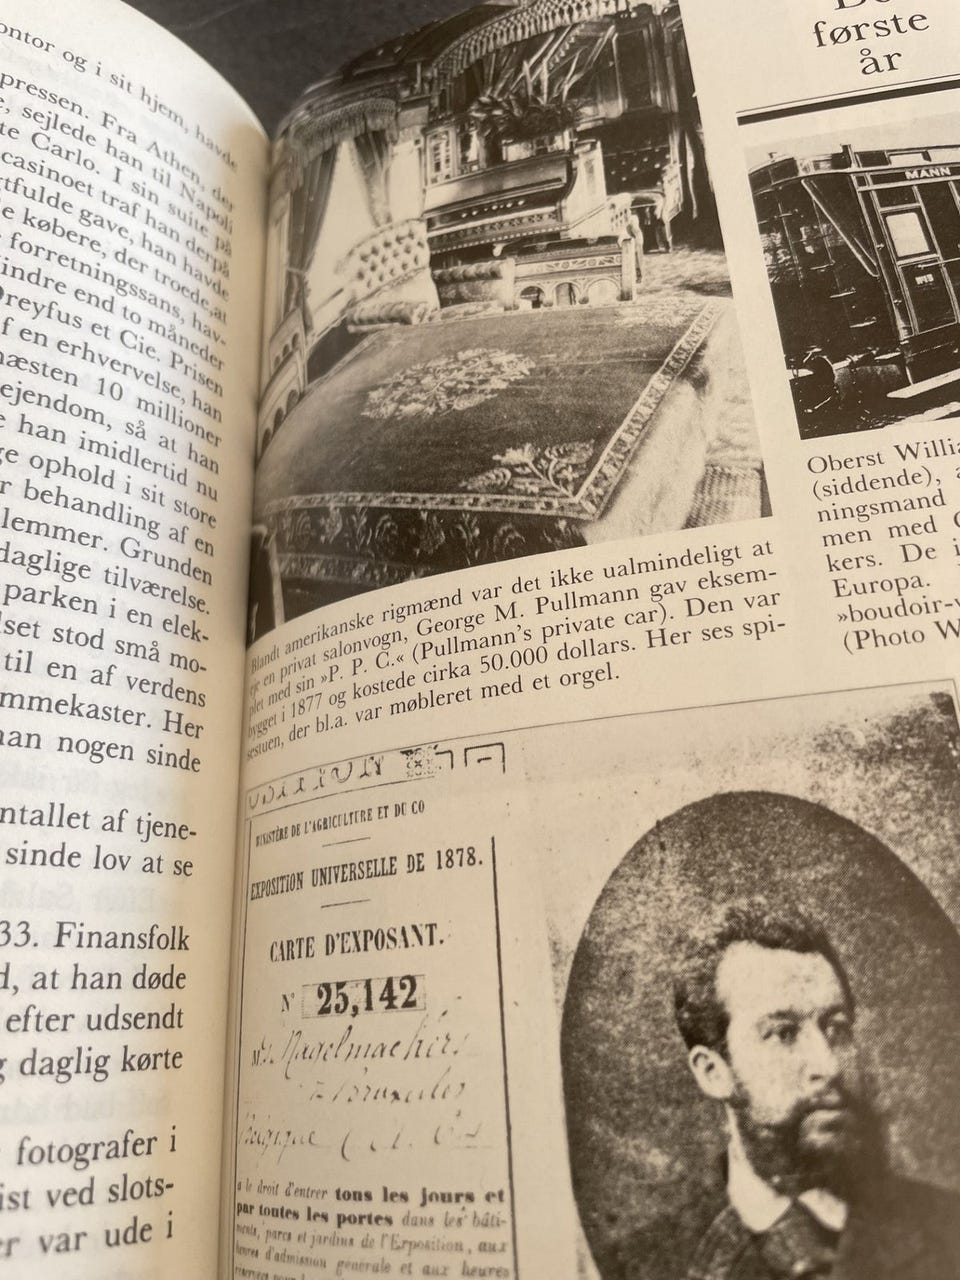 ontor og i sit hjem, havde
pressen. Fra Athen, der
, sejlede han til Napoli
te Carlo. I sin suite på
casinoet traf han derpå
gtfulde gave, han havde
e købere, der troede, at
forretningssans, hav-
indre end to måneder
Dreyfus et Cie. Prisen
f en erhvervelse, han
næsten 10 millioner
ejendom, så at han
e han imidlertid nu
ge ophold i sit store
r behandling af en
lemmer. Grunden
daglige tilværelse.
parken i en elek-
lset stod små mo-
til en af verdens
mmekaster. Her
han nogen sinde
ntallet af tjene-
sinde lov at se
33. Finansfolk
d, at han døde
efter udsendt
g daglig kørte
fotografer i
ist ved slots-
er var ude i
Blandt amerikanske rigmænd var det ikke ualmindeligt at
eje en privat salonvogn, George M. Pullmann gav eksem-
plet med sin »P. P. C.« (Pullmann's private car). Den var
bygget i 1877 og kostede cirka 50.000 dollars. Her ses spi-
sestuen, der bl.a. var møbleret med et orgel.
MINISTÈRE DE L'AGRICULTURE ET DU CO
EXPOSITION UNIVERSELLE DE 1878.
CARTE D'EXPOSANT.
N° 25,142
Mr. Nagelmackers
Bruxelles
Belgique
a le droit d'entrer tous les jours et
par toutes les portes dans les bâti-
ments, parcs et jardins de l'Exposition, aux
heures d'admission générale et aux heures
første
år
MANN
Oberst Willia
(siddende), a
ningsmand
men med
kers. De i
Europa.
»boudoir-v
(Photo W